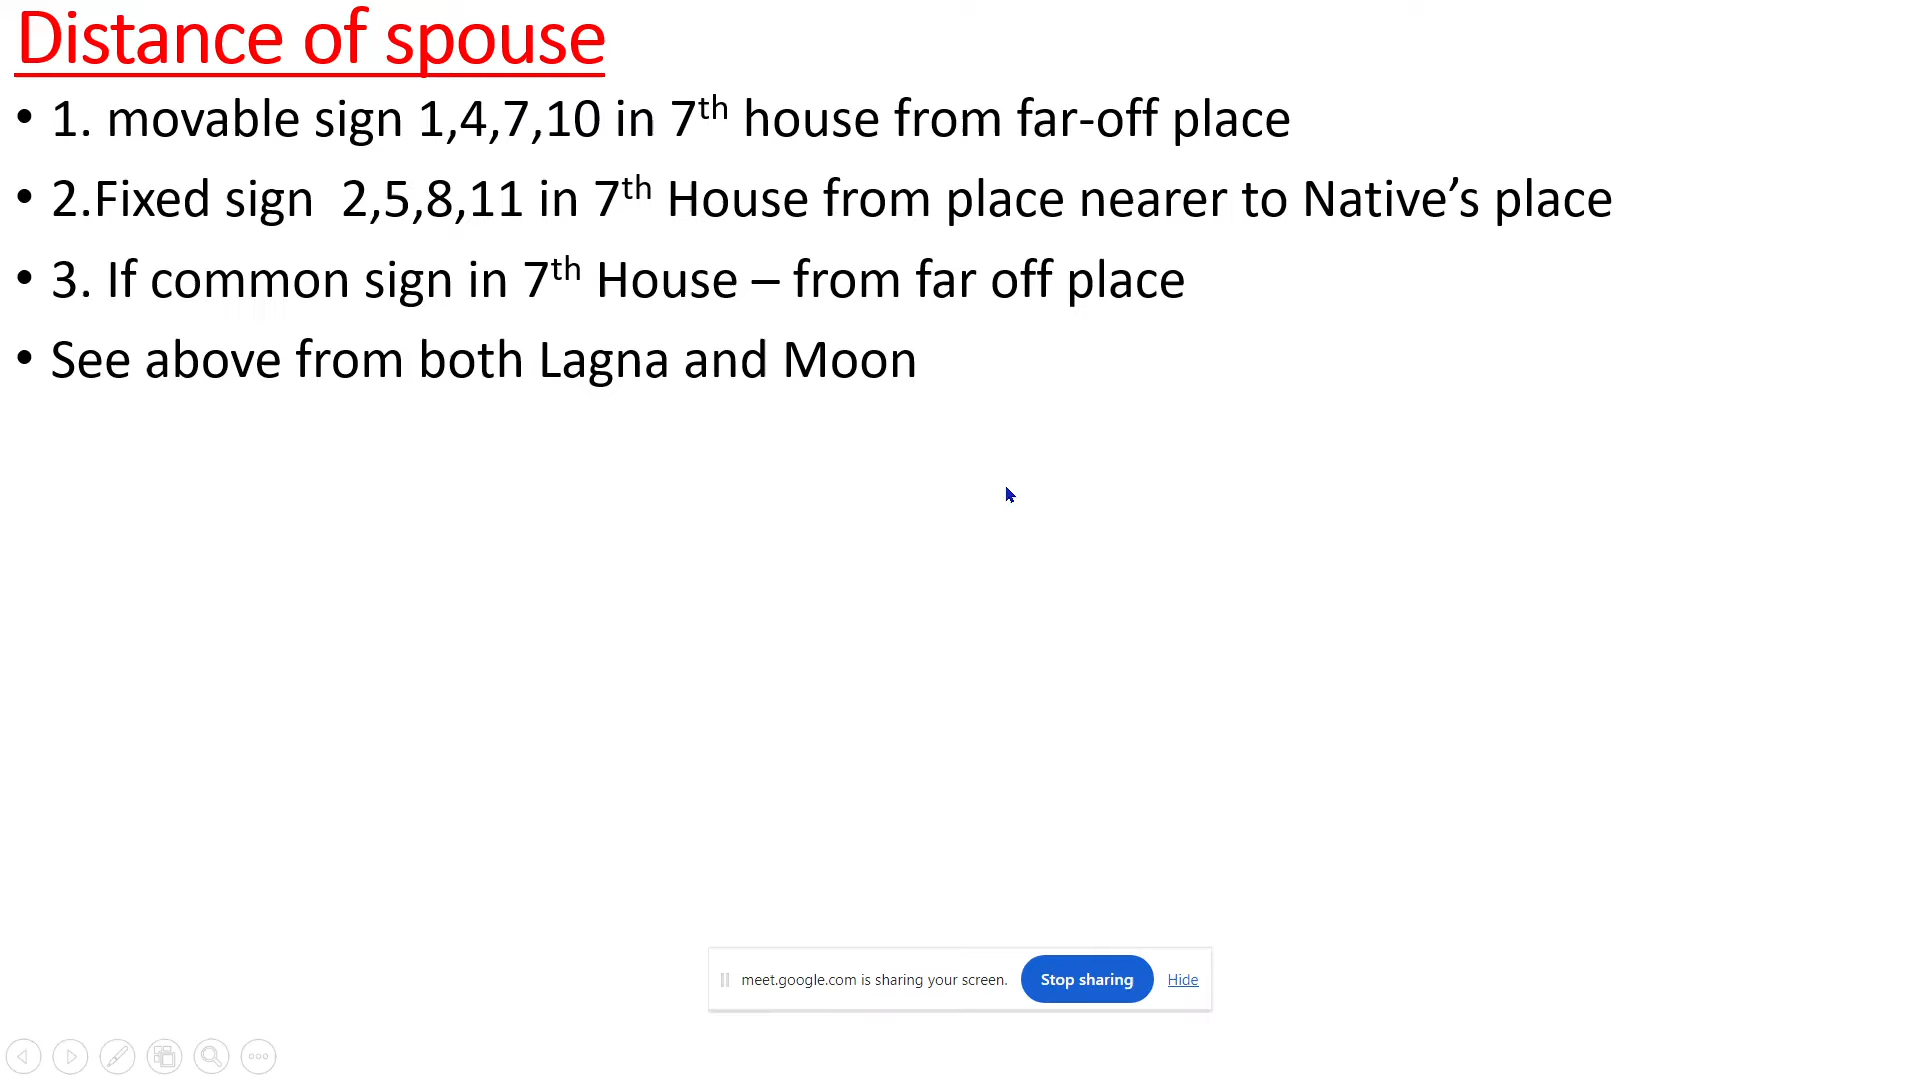 Distance of spouse
• 1. movable sign 1,4,7,10 in 7th house from far-off place
• 2.Fixed sign  2,5,8,11 in 7th House from place nearer to Native’s place
• 3. If common sign in 7th House – from far off place
• See above from both Lagna and Moon
meet.google.com is sharing your screen. Stop sharing Hide